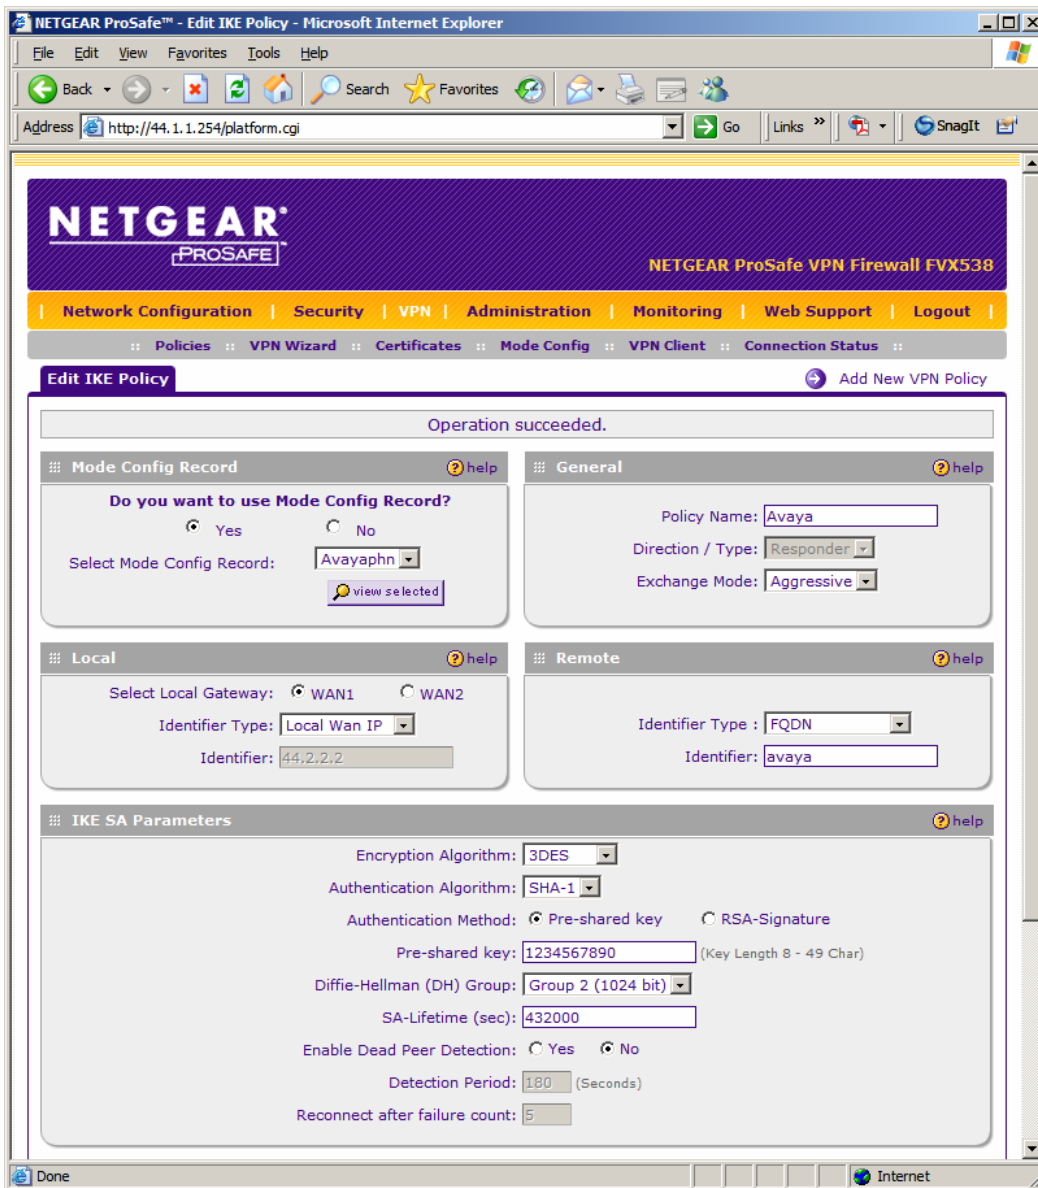 NETGEAR ProSafe™ - Edit IKE Policy - Microsoft Internet Explorer
File Edit View Favorites Tools Help
Back Search Favorites
Address http://44.1.1.254/platform.cgi Go Links » SnagIt
NETGEAR®
PROSAFE
NETGEAR ProSafe VPN Firewall FVX538
| Network Configuration | Security | VPN | Administration | Monitoring | Web Support | Logout |
:: Policies :: VPN Wizard :: Certificates :: Mode Config :: VPN Client :: Connection Status ::
Edit IKE Policy Add New VPN Policy
Operation succeeded.
Mode Config Record ? help
Do you want to use Mode Config Record?
Yes No
Select Mode Config Record: Avayaphn
view selected
General ? help
Policy Name: Avaya
Direction / Type: Responder
Exchange Mode: Aggressive
Local ? help
Select Local Gateway: WAN1 WAN2
Identifier Type: Local Wan IP
Identifier: 44.2.2.2
Remote ? help
Identifier Type : FQDN
Identifier: avaya
IKE SA Parameters ? help
Encryption Algorithm: 3DES
Authentication Algorithm: SHA-1
Authentication Method: Pre-shared key RSA-Signature
Pre-shared key: 1234567890 (Key Length 8 - 49 Char)
Diffie-Hellman (DH) Group: Group 2 (1024 bit)
SA-Lifetime (sec): 432000
Enable Dead Peer Detection: Yes No
Detection Period: 180 (Seconds)
Reconnect after failure count: 5
Done Internet